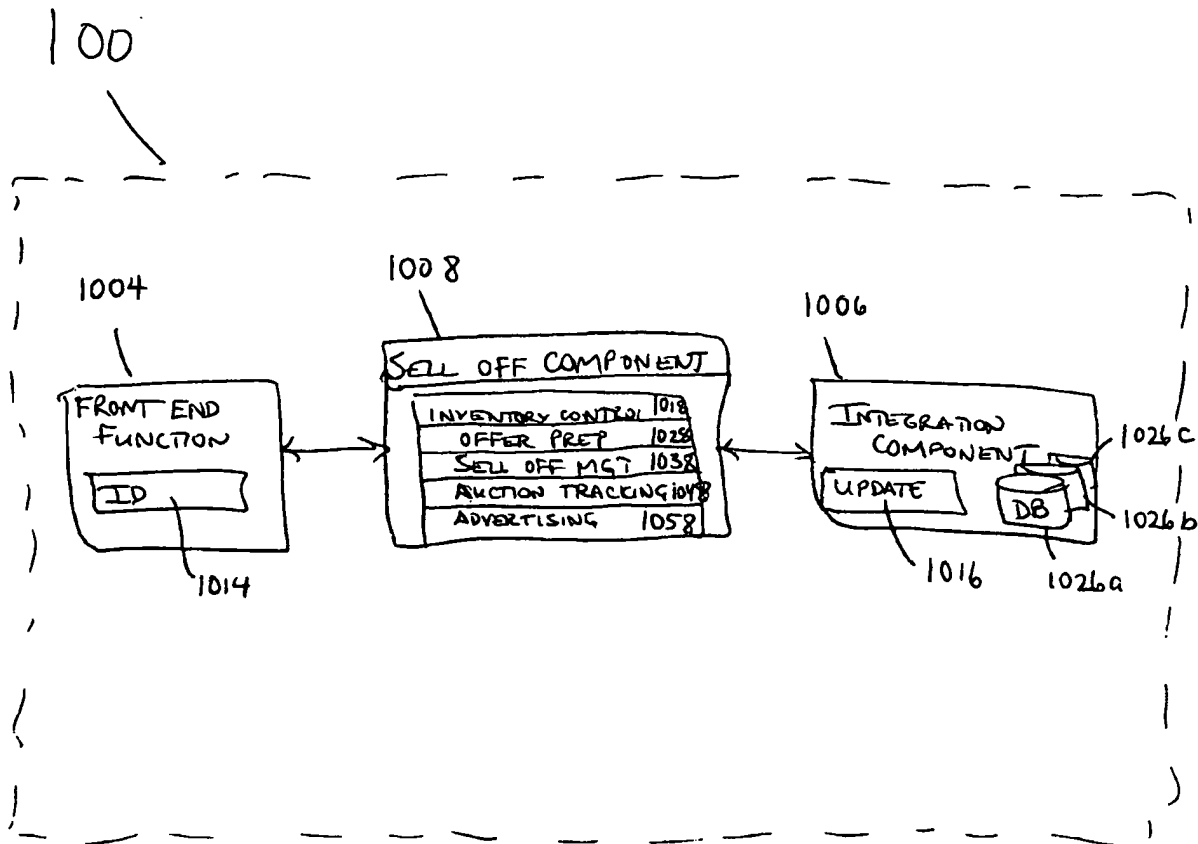 100
1004
1008
1006
FRONT END
FUNCTION
ID
1014
SELL OFF COMPONENT
INVENTORY CONTROL 1018
OFFER PREP 1028
SELL OFF MGT 1038
AUCTION TRACKING 1048
ADVERTISING 1058
INTEGRATION
COMPONENT
UPDATE
DB
1016
1026a
1026b
1026c